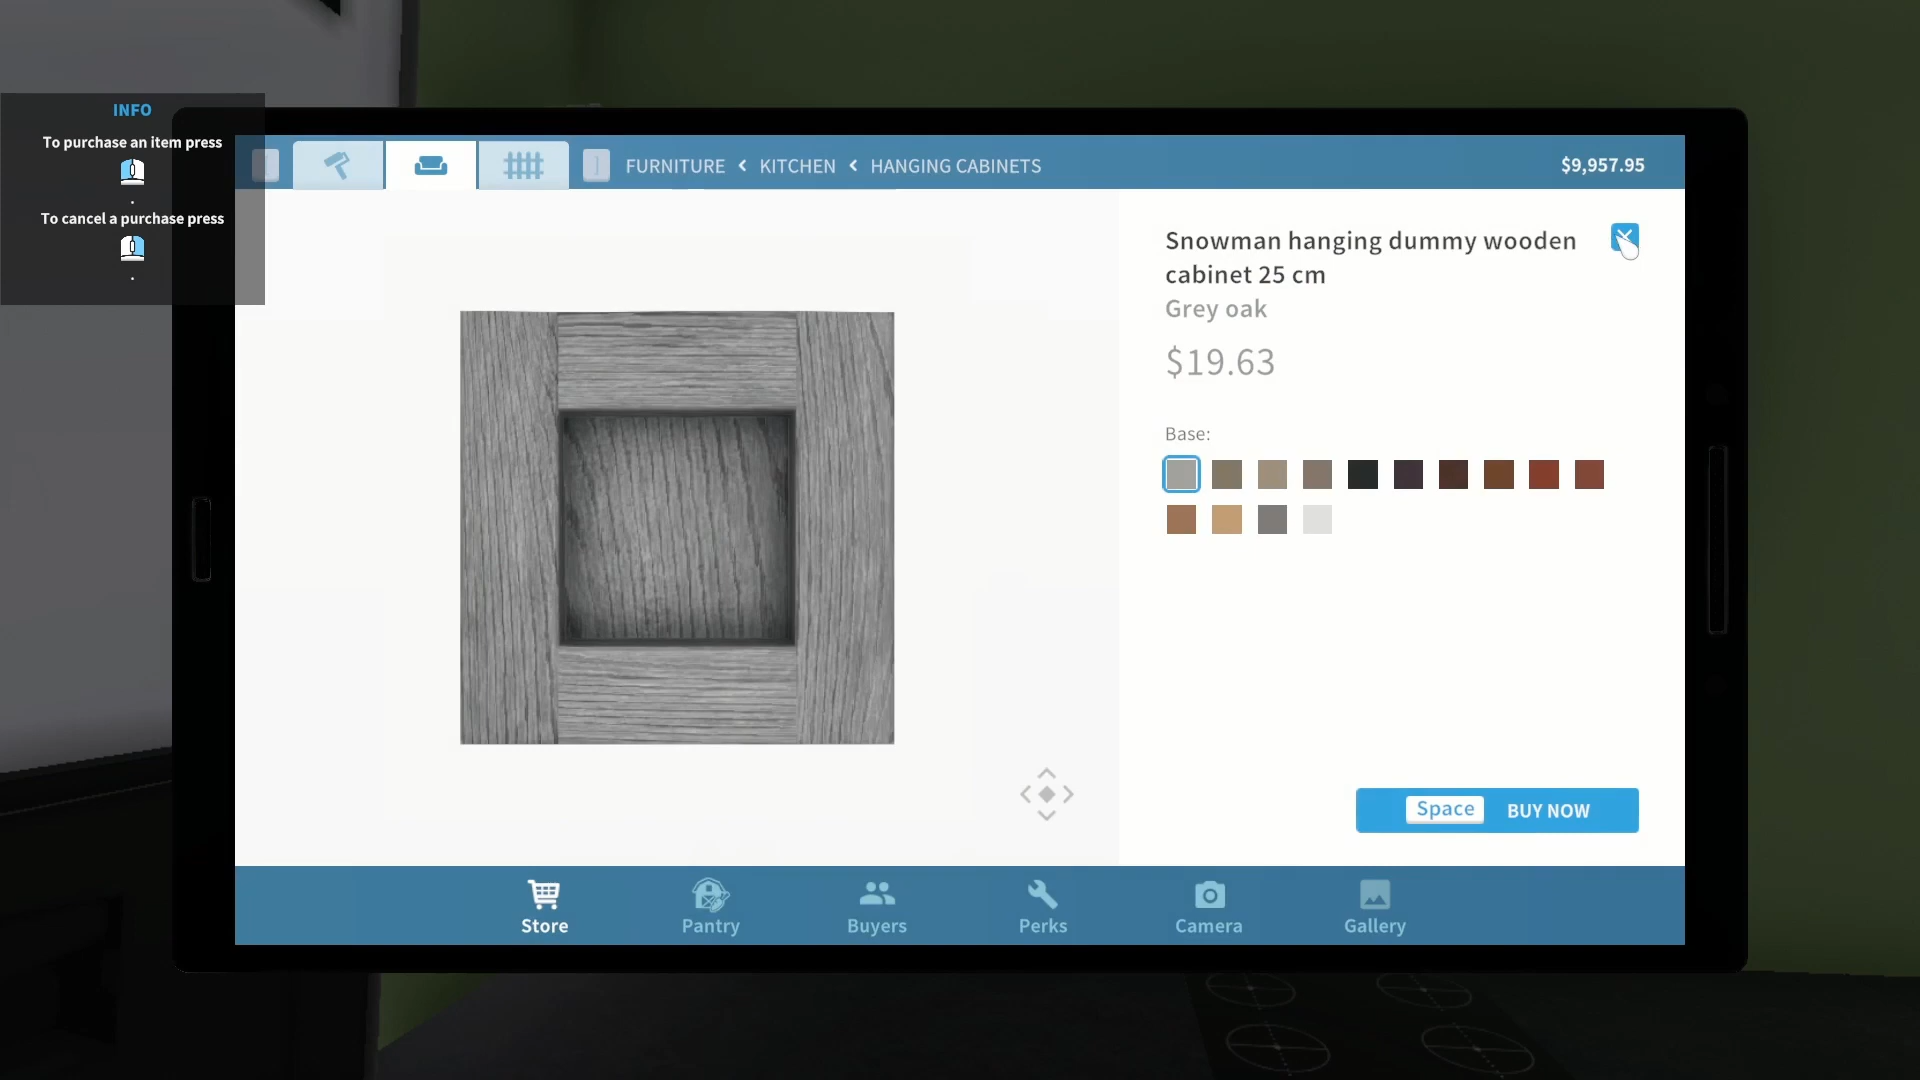 INFO
To purchase an item press
.
To cancel a purchase press
.
FURNITURE < KITCHEN < HANGING CABINETS
$9,957.95
Snowman hanging dummy wooden
cabinet 25 cm
Grey oak
$19.63
Base:
Space BUY NOW
Store
Pantry
Buyers
Perks
Camera
Gallery